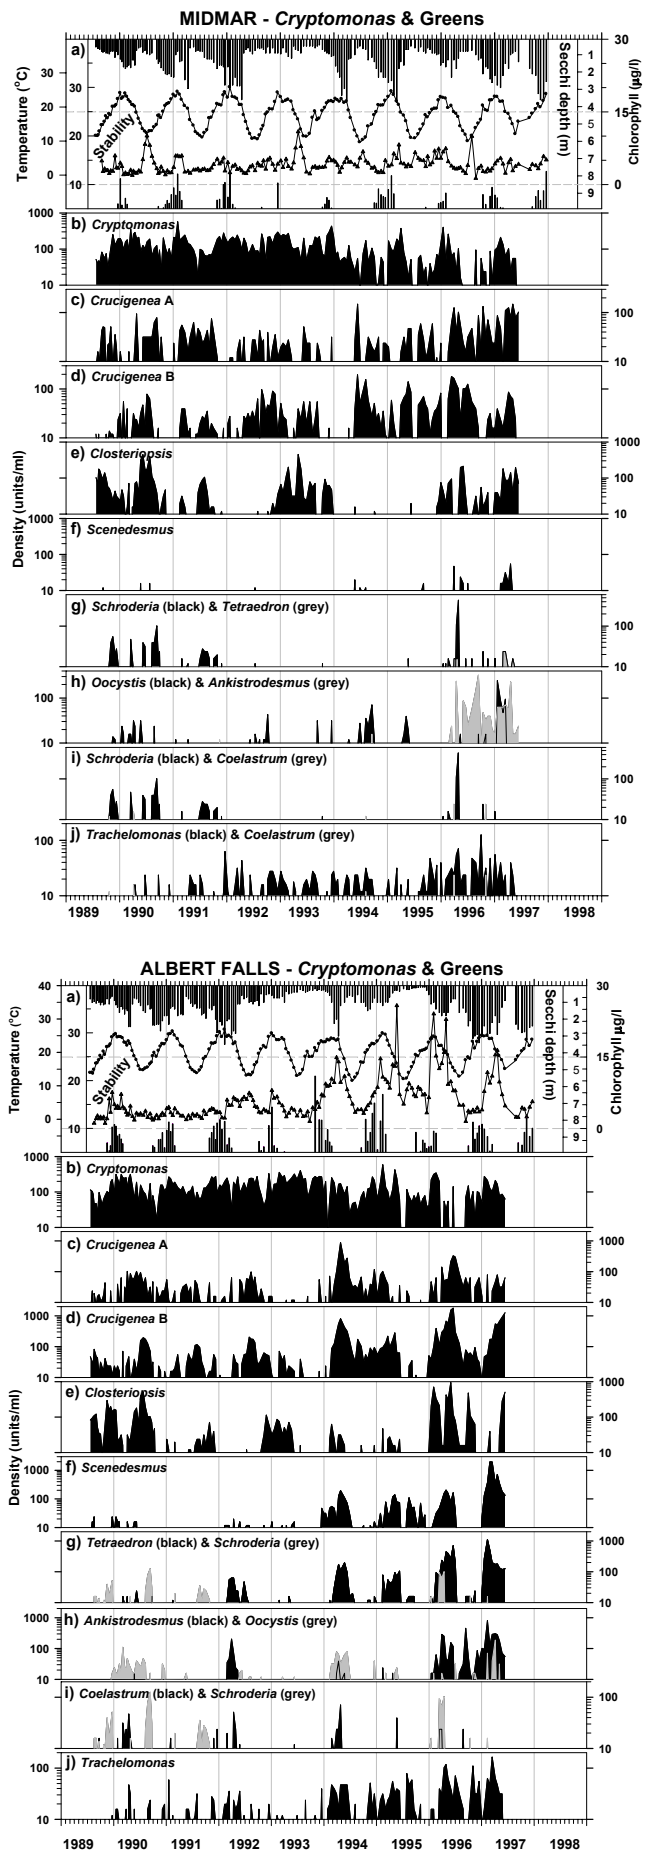 MIDMAR - Cryptomonas & Greens
a)
Temperature (°C)
30
20
10
0
30
20
10
Stability
Secchi depth (m)
1
2
3
4
5
6
7
8
9
Chlorophyll (µg/l)
30
15
0
Density (units/ml)
b) Cryptomonas
1000
100
10
c) Crucigenea A
100
10
d) Crucigenea B
100
10
e) Closteriopsis
1000
100
10
f) Scenedesmus
1000
100
10
g) Schroderia (black) & Tetraedron (grey)
100
10
h) Oocystis (black) & Ankistrodesmus (grey)
100
10
i) Schroderia (black) & Coelastrum (grey)
100
10
j) Trachelomonas (black) & Coelastrum (grey)
100
10
1989 1990 1991 1992 1993 1994 1995 1996 1997 1998
ALBERT FALLS - Cryptomonas & Greens
a)
Temperature (°C)
40
30
20
10
0
30
20
10
Stability
Secchi depth (m)
1
2
3
4
5
6
7
8
9
Chlorophyll µg/l
30
15
0
Density (units/ml)
b) Cryptomonas
1000
100
10
c) Crucigenea A
1000
100
10
d) Crucigenea B
1000
100
10
e) Closteriopsis
1000
100
10
f) Scenedesmus
1000
100
10
g) Tetraedron (black) & Schroderia (grey)
1000
100
10
h) Ankistrodesmus (black) & Oocystis (grey)
1000
100
10
i) Coelastrum (black) & Schroderia (grey)
100
10
j) Trachelomonas
100
10
1989 1990 1991 1992 1993 1994 1995 1996 1997 1998